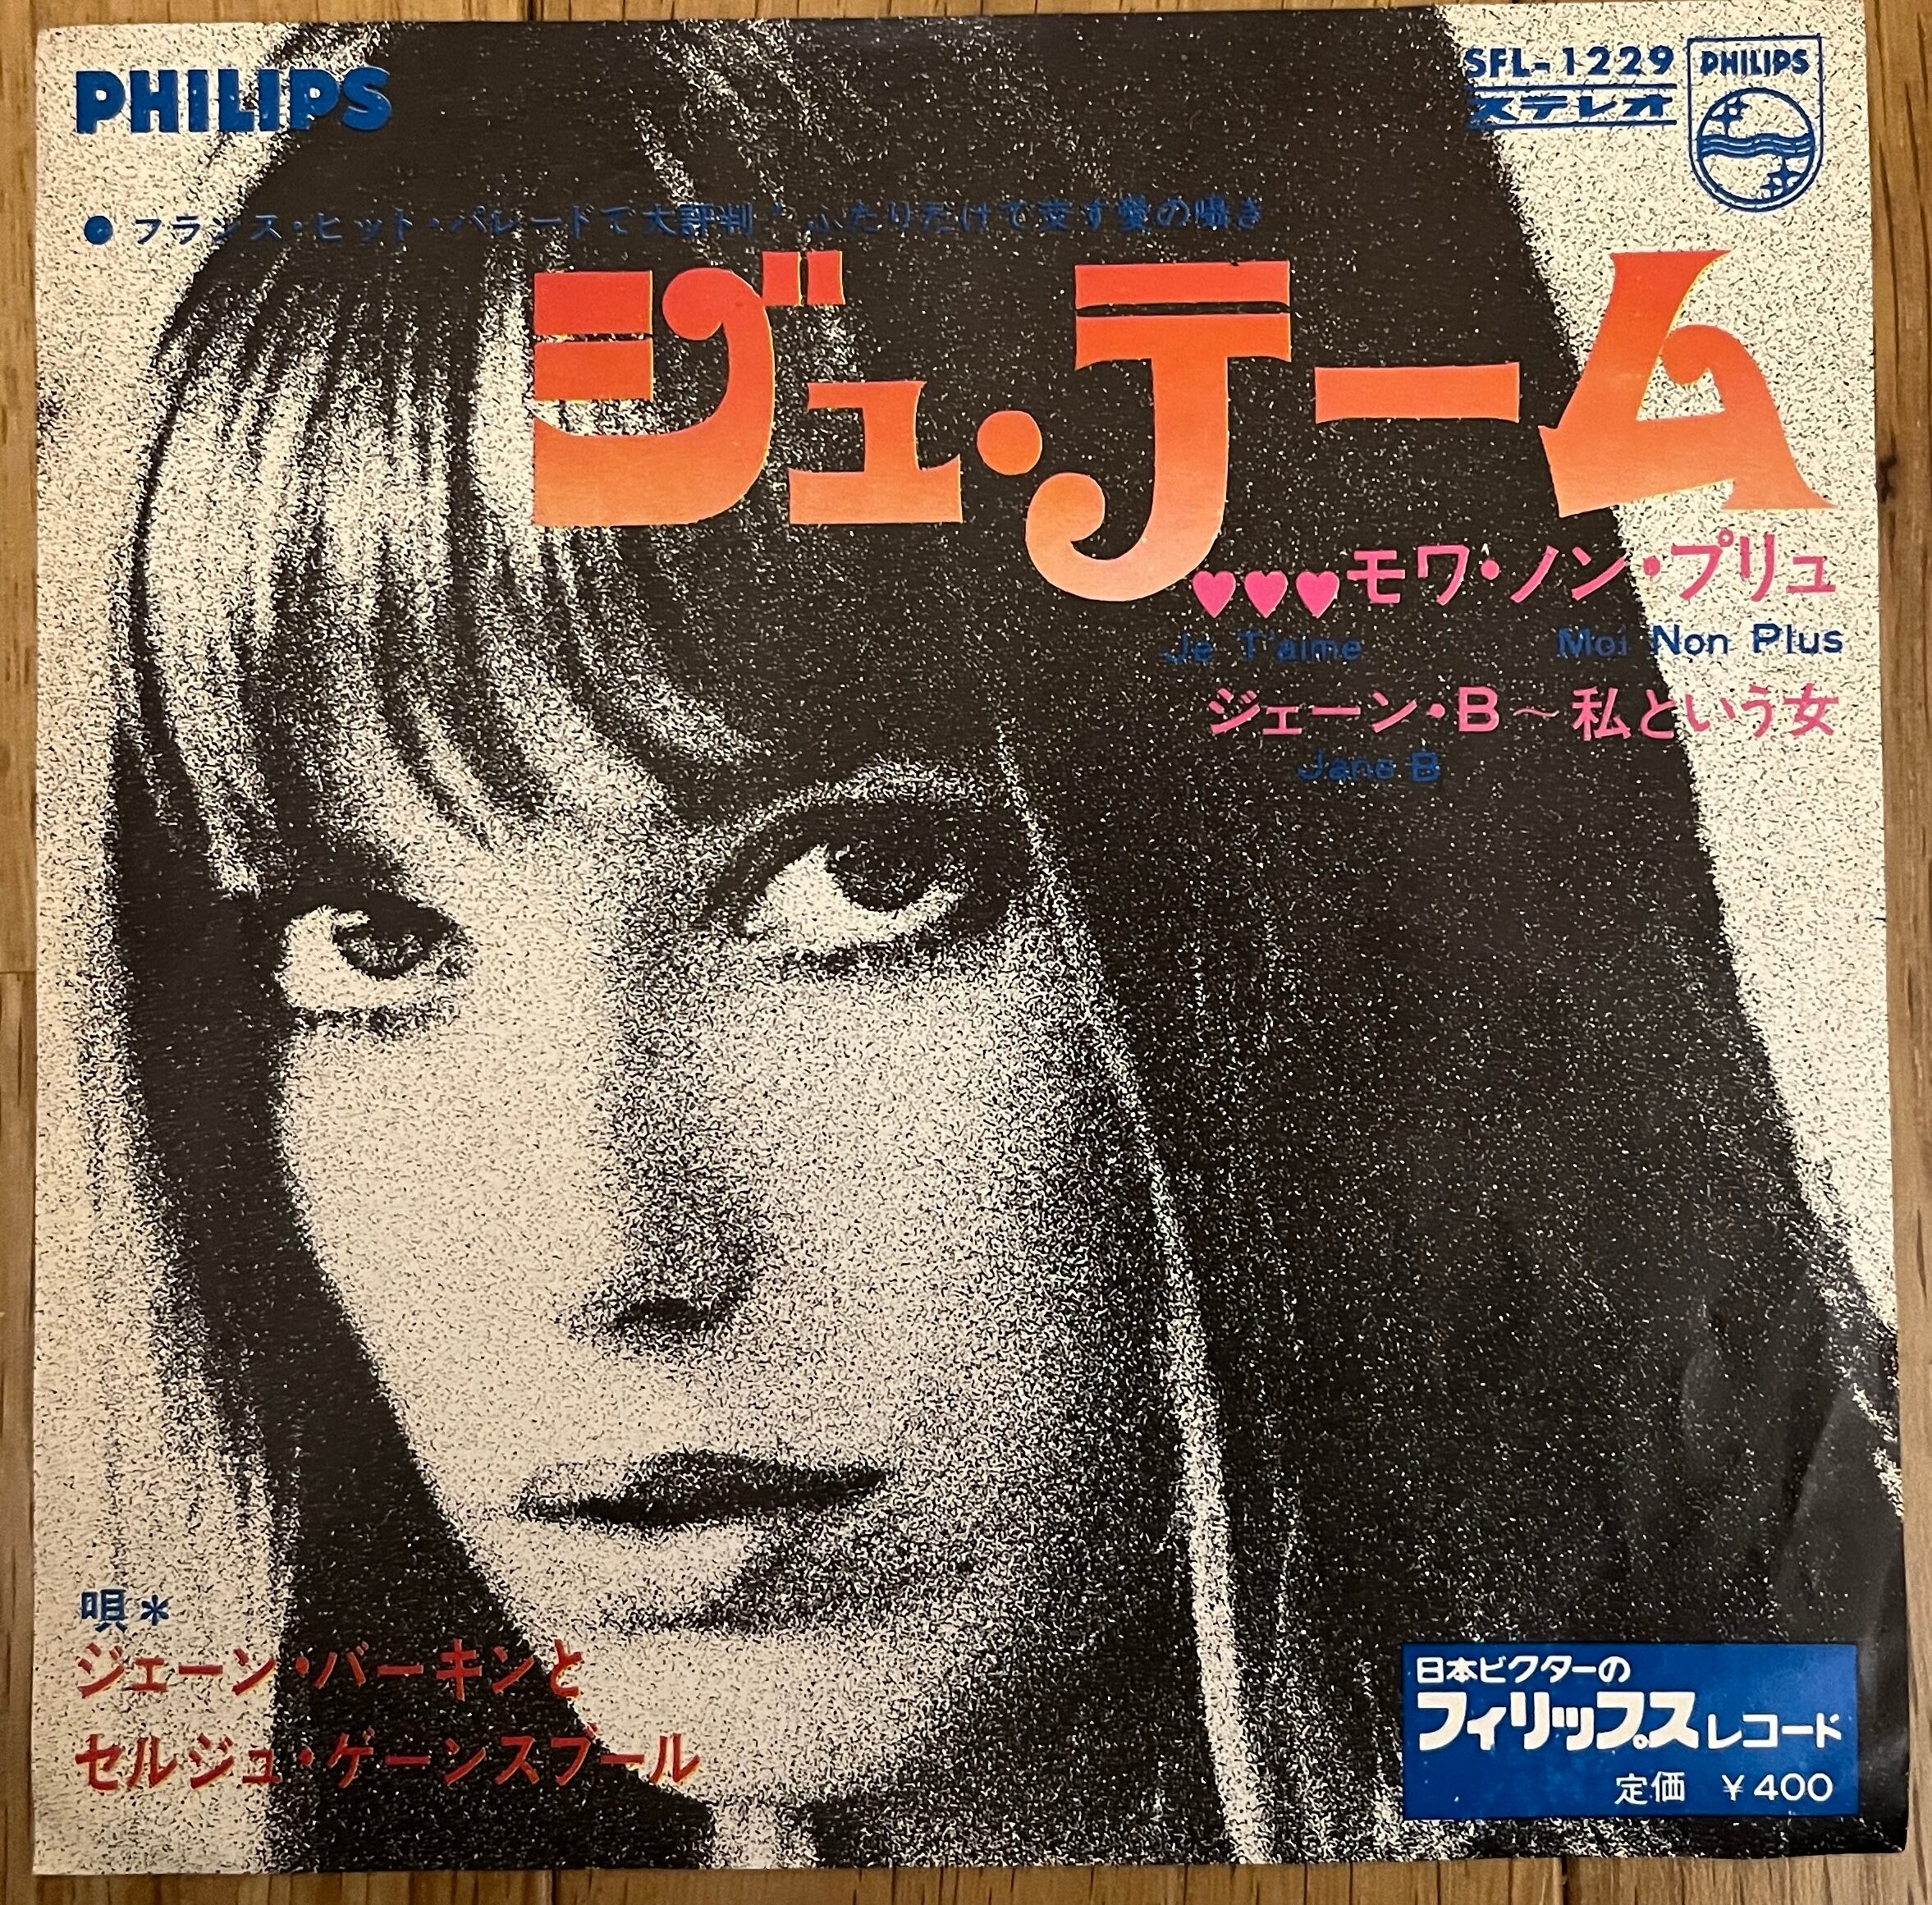 PHILIPS
SFL-1229
ステレオ
PHILIPS
● フランス・ヒット・パレードで大評判! ふたりだけで交す愛の囁き
ジュ・テーム
♥♥♥モワ・ノン・プリュ
Je T'aime Moi Non Plus
ジェーン・B～私という女
Jane B
唄＊
ジェーン・バーキンと
セルジュ・ゲーンスブール
日本ビクターの
フィリップスレコード
定価 ￥400